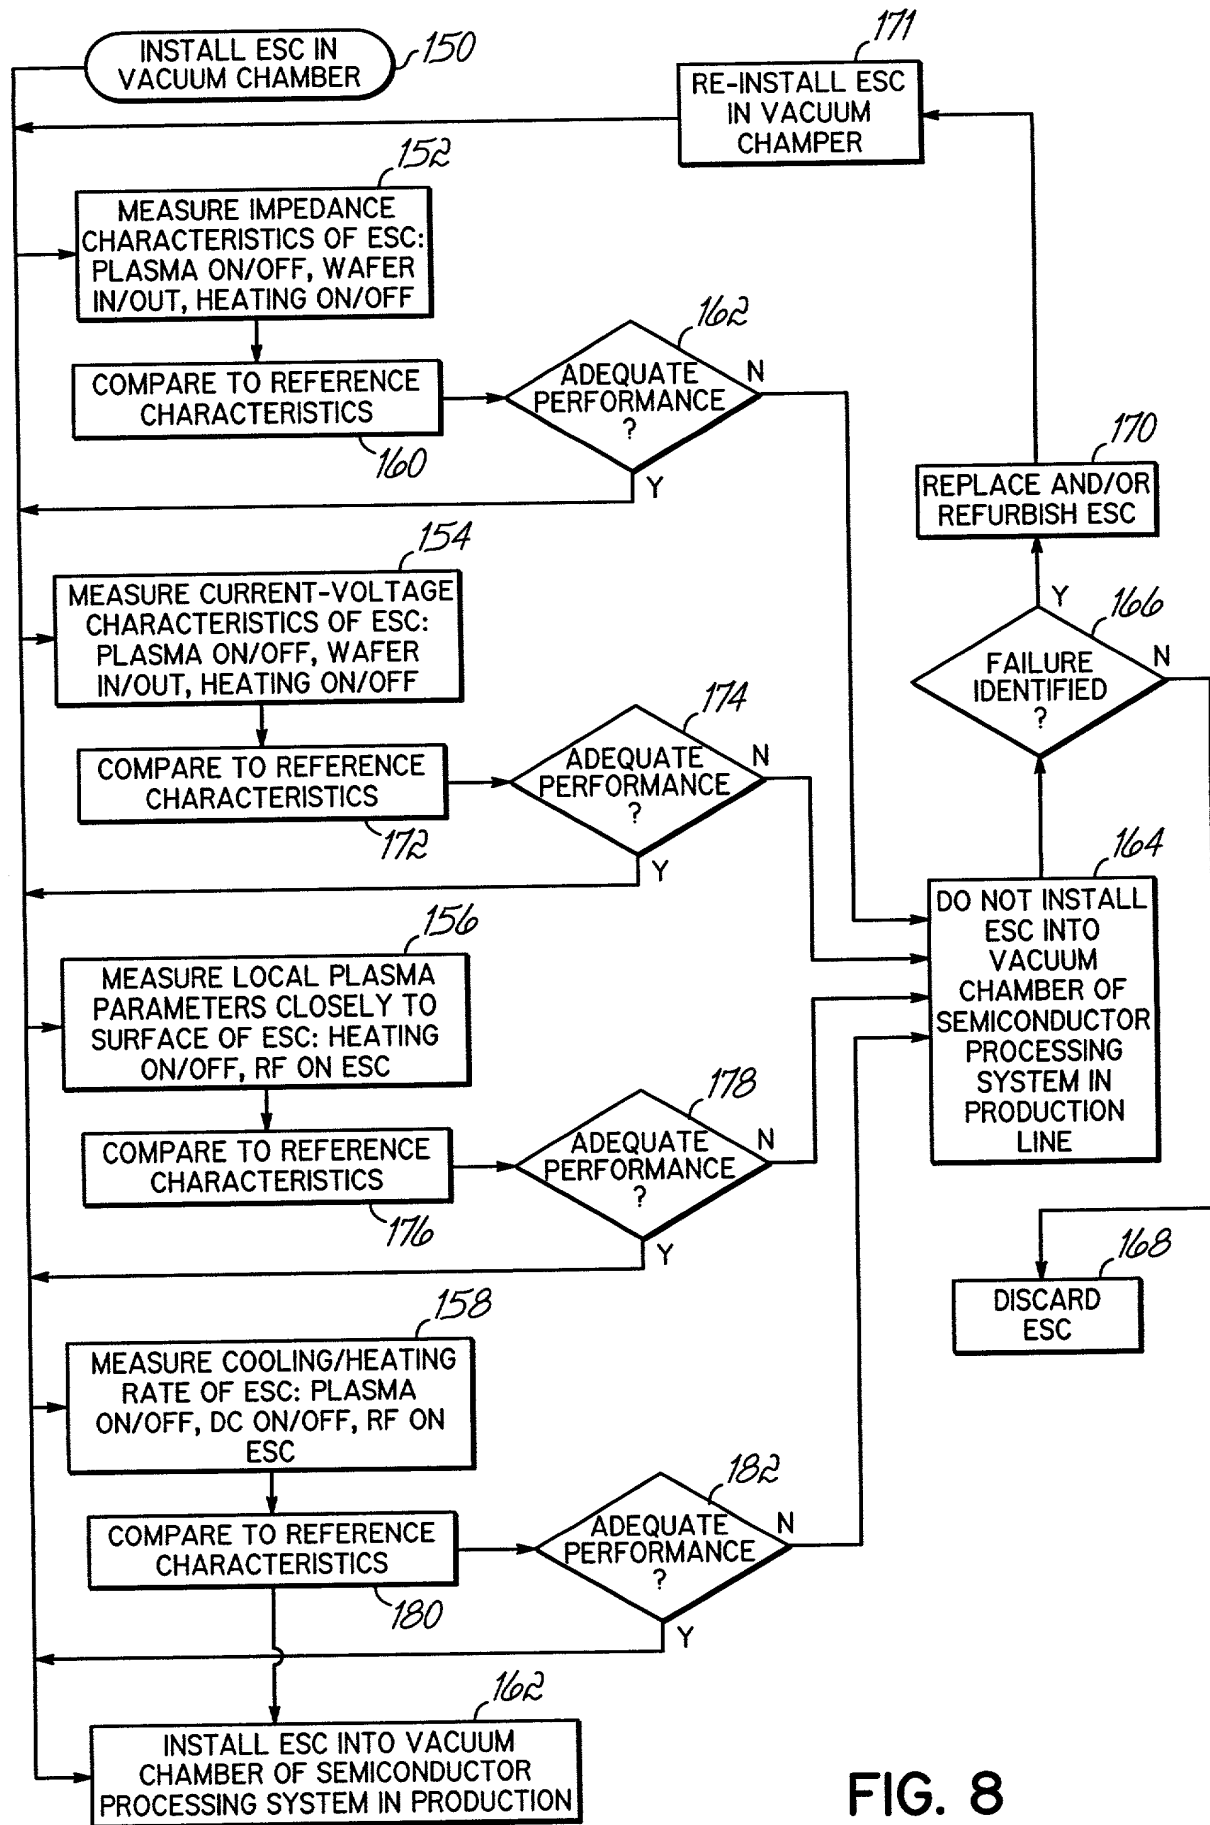 INSTALL ESC IN
VACUUM CHAMBER
150
171
RE-INSTALL ESC
IN VACUUM
CHAMPER
152
MEASURE IMPEDANCE
CHARACTERISTICS OF ESC:
PLASMA ON/OFF, WAFER
IN/OUT, HEATING ON/OFF
COMPARE TO REFERENCE
CHARACTERISTICS
160
162
ADEQUATE
PERFORMANCE
?
N
Y
170
REPLACE AND/OR
REFURBISH ESC
154
MEASURE CURRENT-VOLTAGE
CHARACTERISTICS OF ESC:
PLASMA ON/OFF, WAFER
IN/OUT, HEATING ON/OFF
Y
166
FAILURE
IDENTIFIED
?
N
COMPARE TO REFERENCE
CHARACTERISTICS
172
174
ADEQUATE
PERFORMANCE
?
N
Y
164
DO NOT INSTALL
ESC INTO
VACUUM
CHAMBER OF
SEMICONDUCTOR
PROCESSING
SYSTEM IN
PRODUCTION
LINE
156
MEASURE LOCAL PLASMA
PARAMETERS CLOSELY TO
SURFACE OF ESC: HEATING
ON/OFF, RF ON ESC
COMPARE TO REFERENCE
CHARACTERISTICS
176
178
ADEQUATE
PERFORMANCE
?
N
Y
168
DISCARD
ESC
158
MEASURE COOLING/HEATING
RATE OF ESC: PLASMA
ON/OFF, DC ON/OFF, RF ON
ESC
COMPARE TO REFERENCE
CHARACTERISTICS
180
182
ADEQUATE
PERFORMANCE
?
N
Y
162
INSTALL ESC INTO VACUUM
CHAMBER OF SEMICONDUCTOR
PROCESSING SYSTEM IN PRODUCTION
FIG. 8